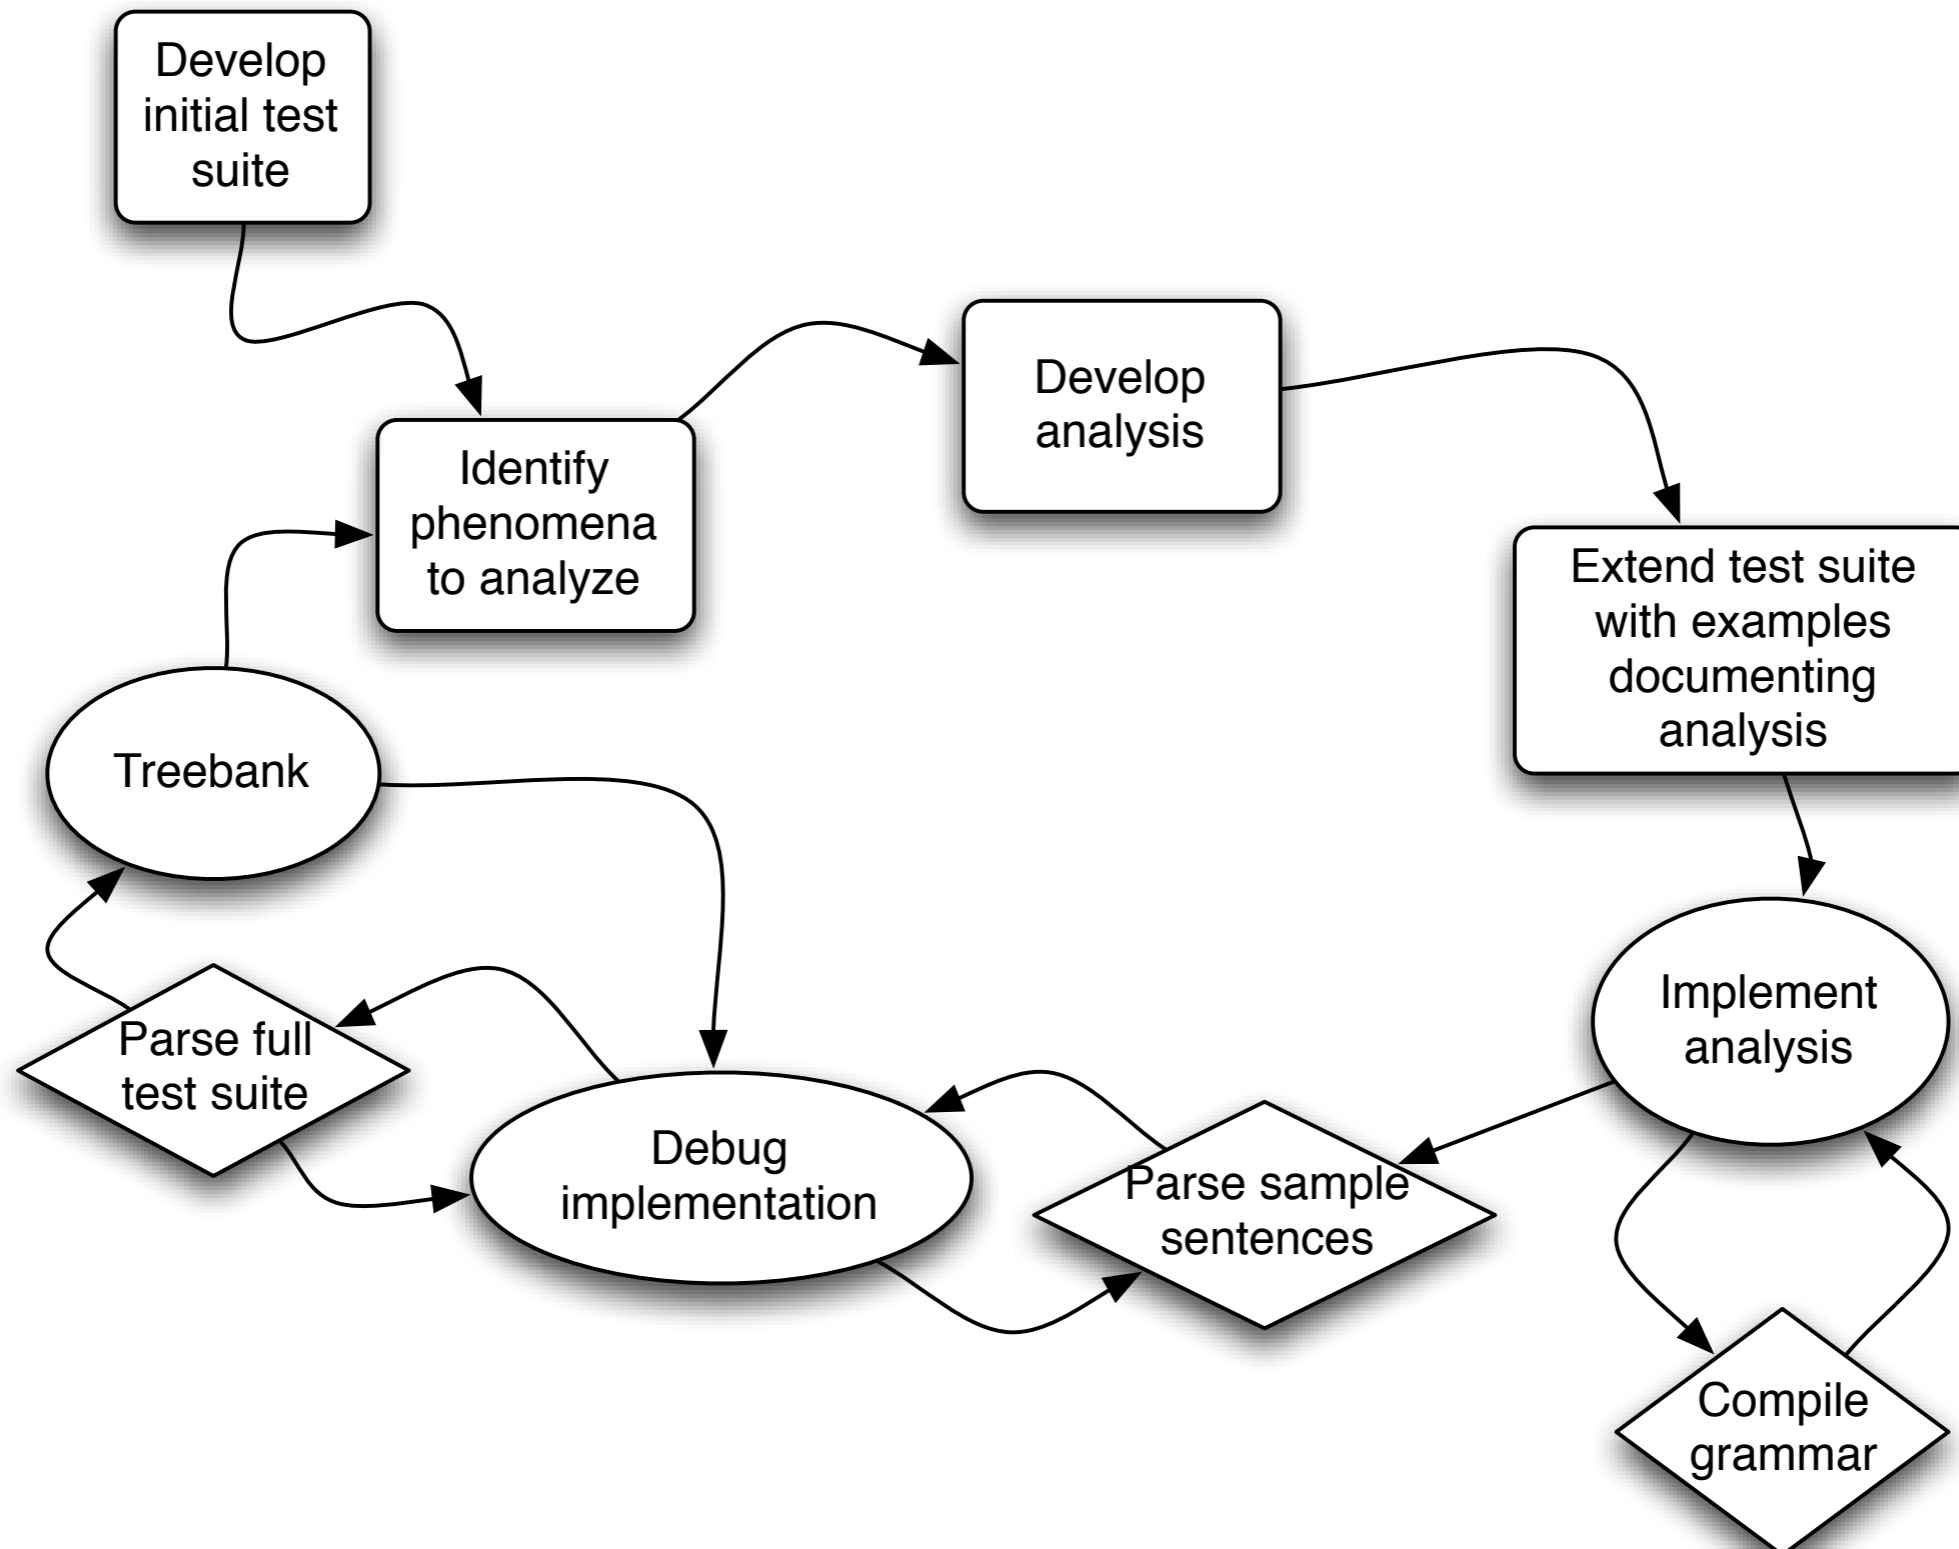 Develop
initial test
suite
Identify
phenomena
to analyze
Develop
analysis
Extend test suite
with examples
documenting
analysis
Treebank
Implement
analysis
Parse full
test suite
Debug
implementation
Parse sample
sentences
Compile
grammar